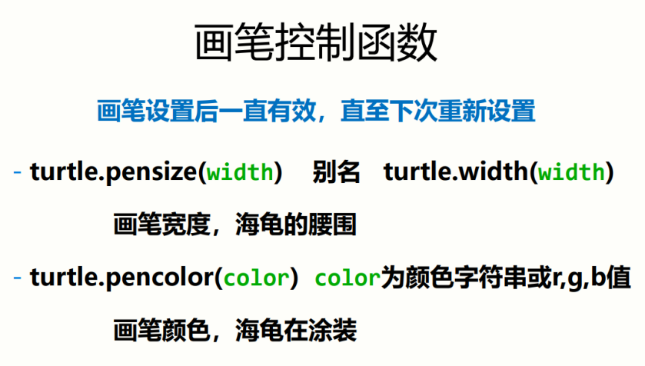 画笔控制函数
画笔设置后一直有效，直至下次重新设置
- turtle.pensize(width) 别名 turtle.width(width)
画笔宽度，海龟的腰围
- turtle.pencolor(color) color为颜色字符串或r,g,b值
画笔颜色，海龟在涂装